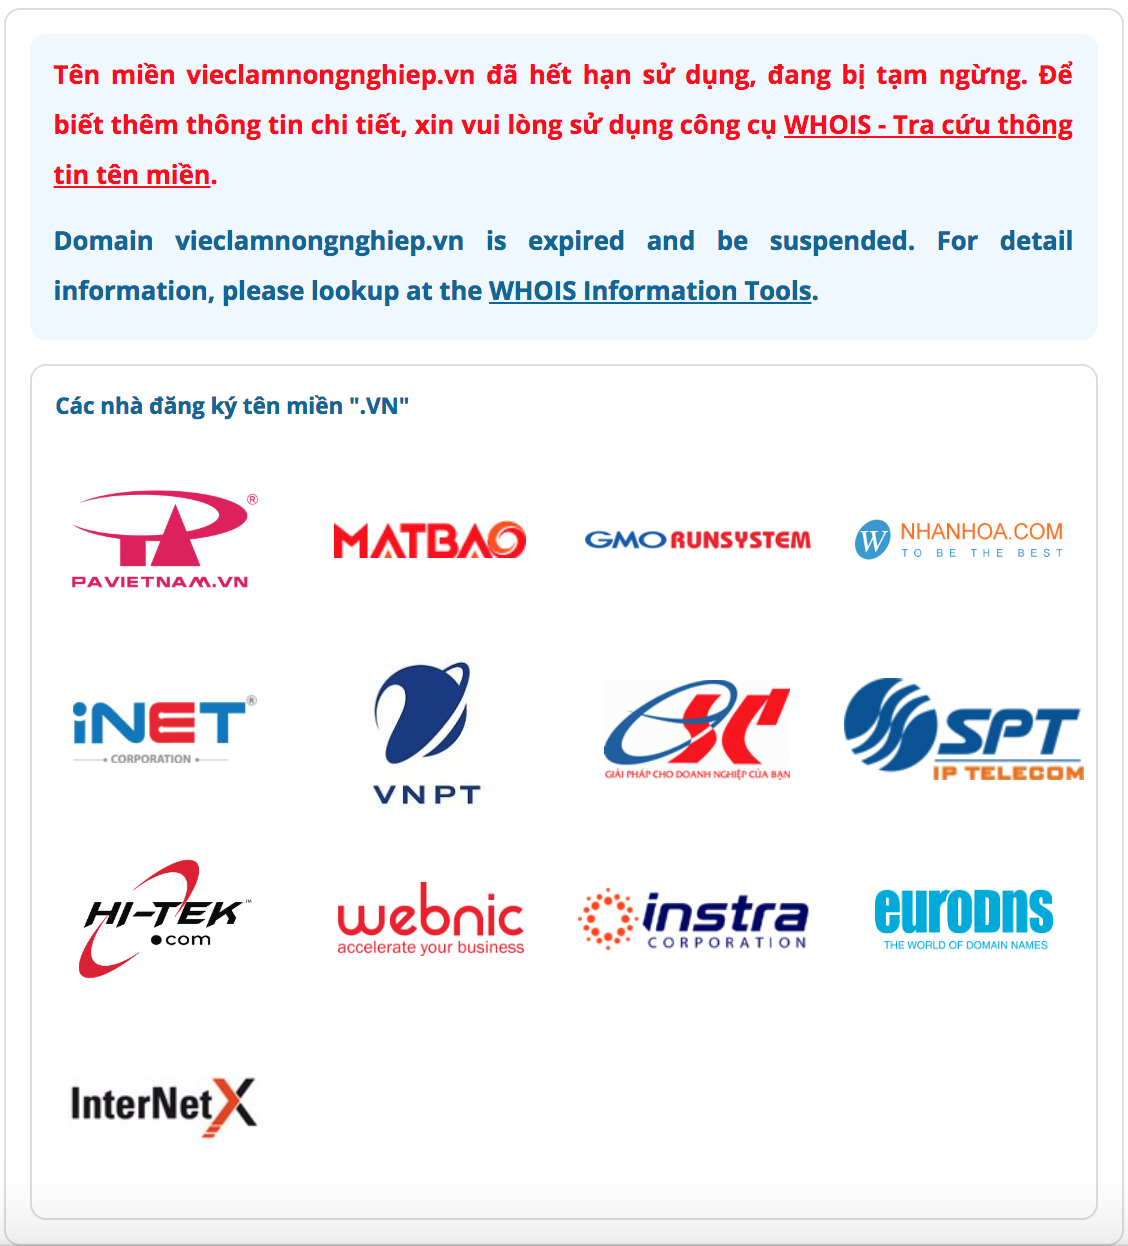 Tên miền vieclamnongnghiep.vn đã hết hạn sử dụng, đang bị tạm ngừng. Để
biết thêm thông tin chi tiết, xin vui lòng sử dụng công cụ WHOIS - Tra cứu thông
tin tên miền.
Domain vieclamnongnghiep.vn is expired and be suspended. For detail
information, please lookup at the WHOIS Information Tools.
Các nhà đăng ký tên miền ".VN"
PA ®
PAVIETNAM.VN
MATBAO
GMO RUNSYSTEM
W NHANHOA.COM
TO BE THE BEST
iNET ®
CORPORATION
VNPT
ESC
GIẢI PHÁP CHO DOANH NGHIỆP CỦA BẠN
SPT
IP TELECOM
HI-TEK ™
.com
webnic
accelerate your business
instra
CORPORATION
euroDns
THE WORLD OF DOMAIN NAMES
InterNetX